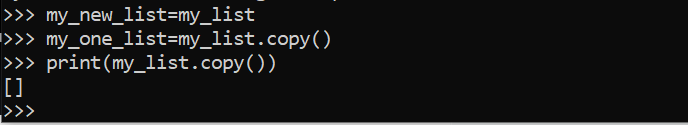 >>> my_new_list=my_list
>>> my_one_list=my_list.copy()
>>> print(my_list.copy())
[]
>>>